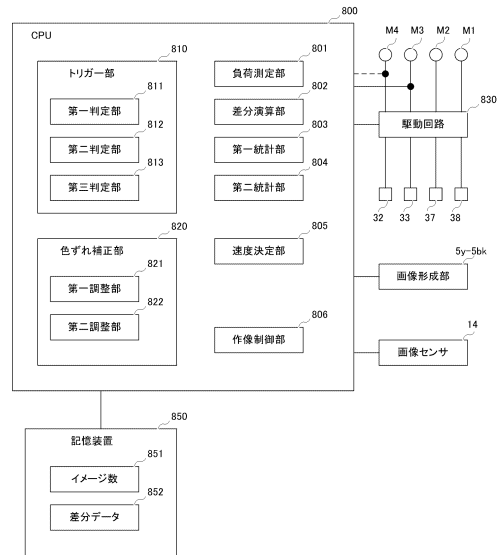 800
CPU
810
トリガー部
811
第一判定部
812
第二判定部
813
第三判定部
820
色ずれ補正部
821
第一調整部
822
第二調整部
801
負荷測定部
802
差分演算部
803
第一統計部
804
第二統計部
805
速度決定部
806
作像制御部
M4 M3 M2 M1
830
駆動回路
32 33 37 38
5y-5bk
画像形成部
14
画像センサ
850
記憶装置
851
イメージ数
852
差分データ